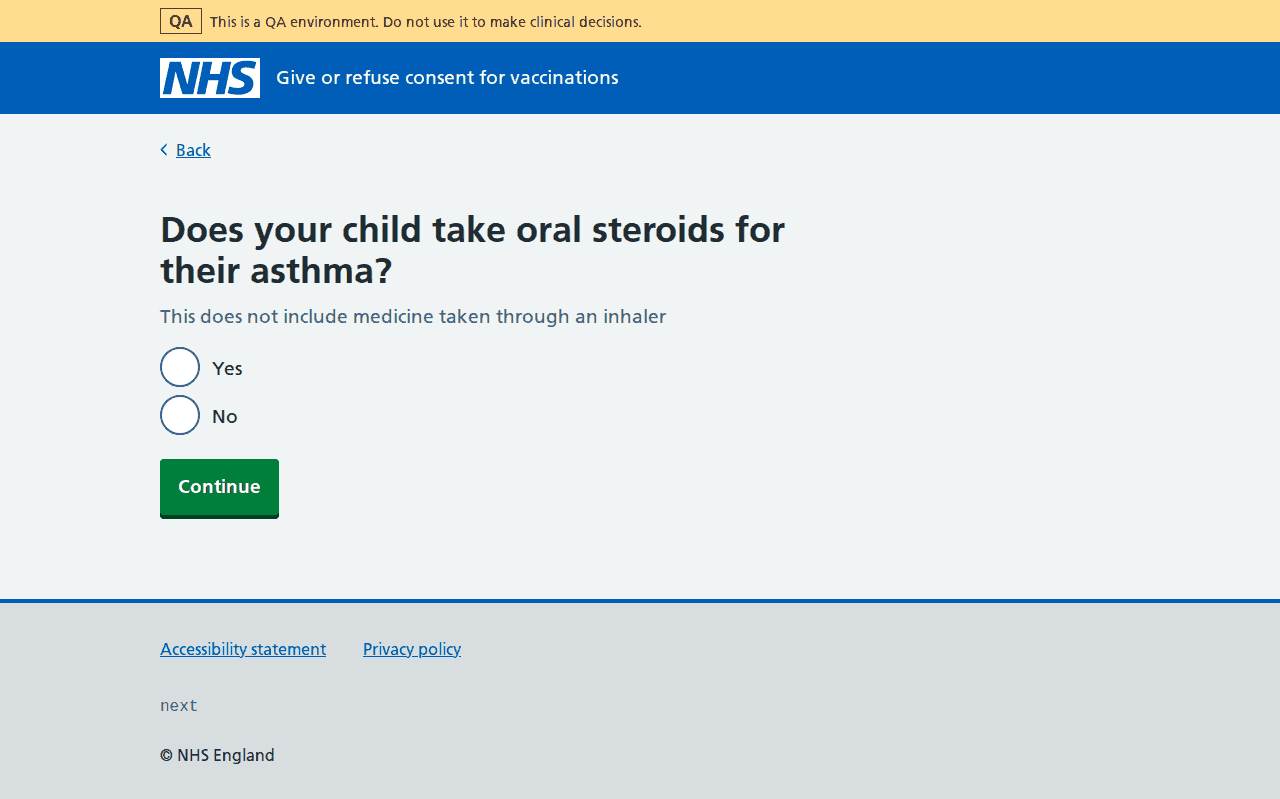 QA This is a QA environment. Do not use it to make clinical decisions.
NHS Give or refuse consent for vaccinations
Back
Does your child take oral steroids for
their asthma?
This does not include medicine taken through an inhaler
Yes
No
Continue
Accessibility statement Privacy policy
next
© NHS England